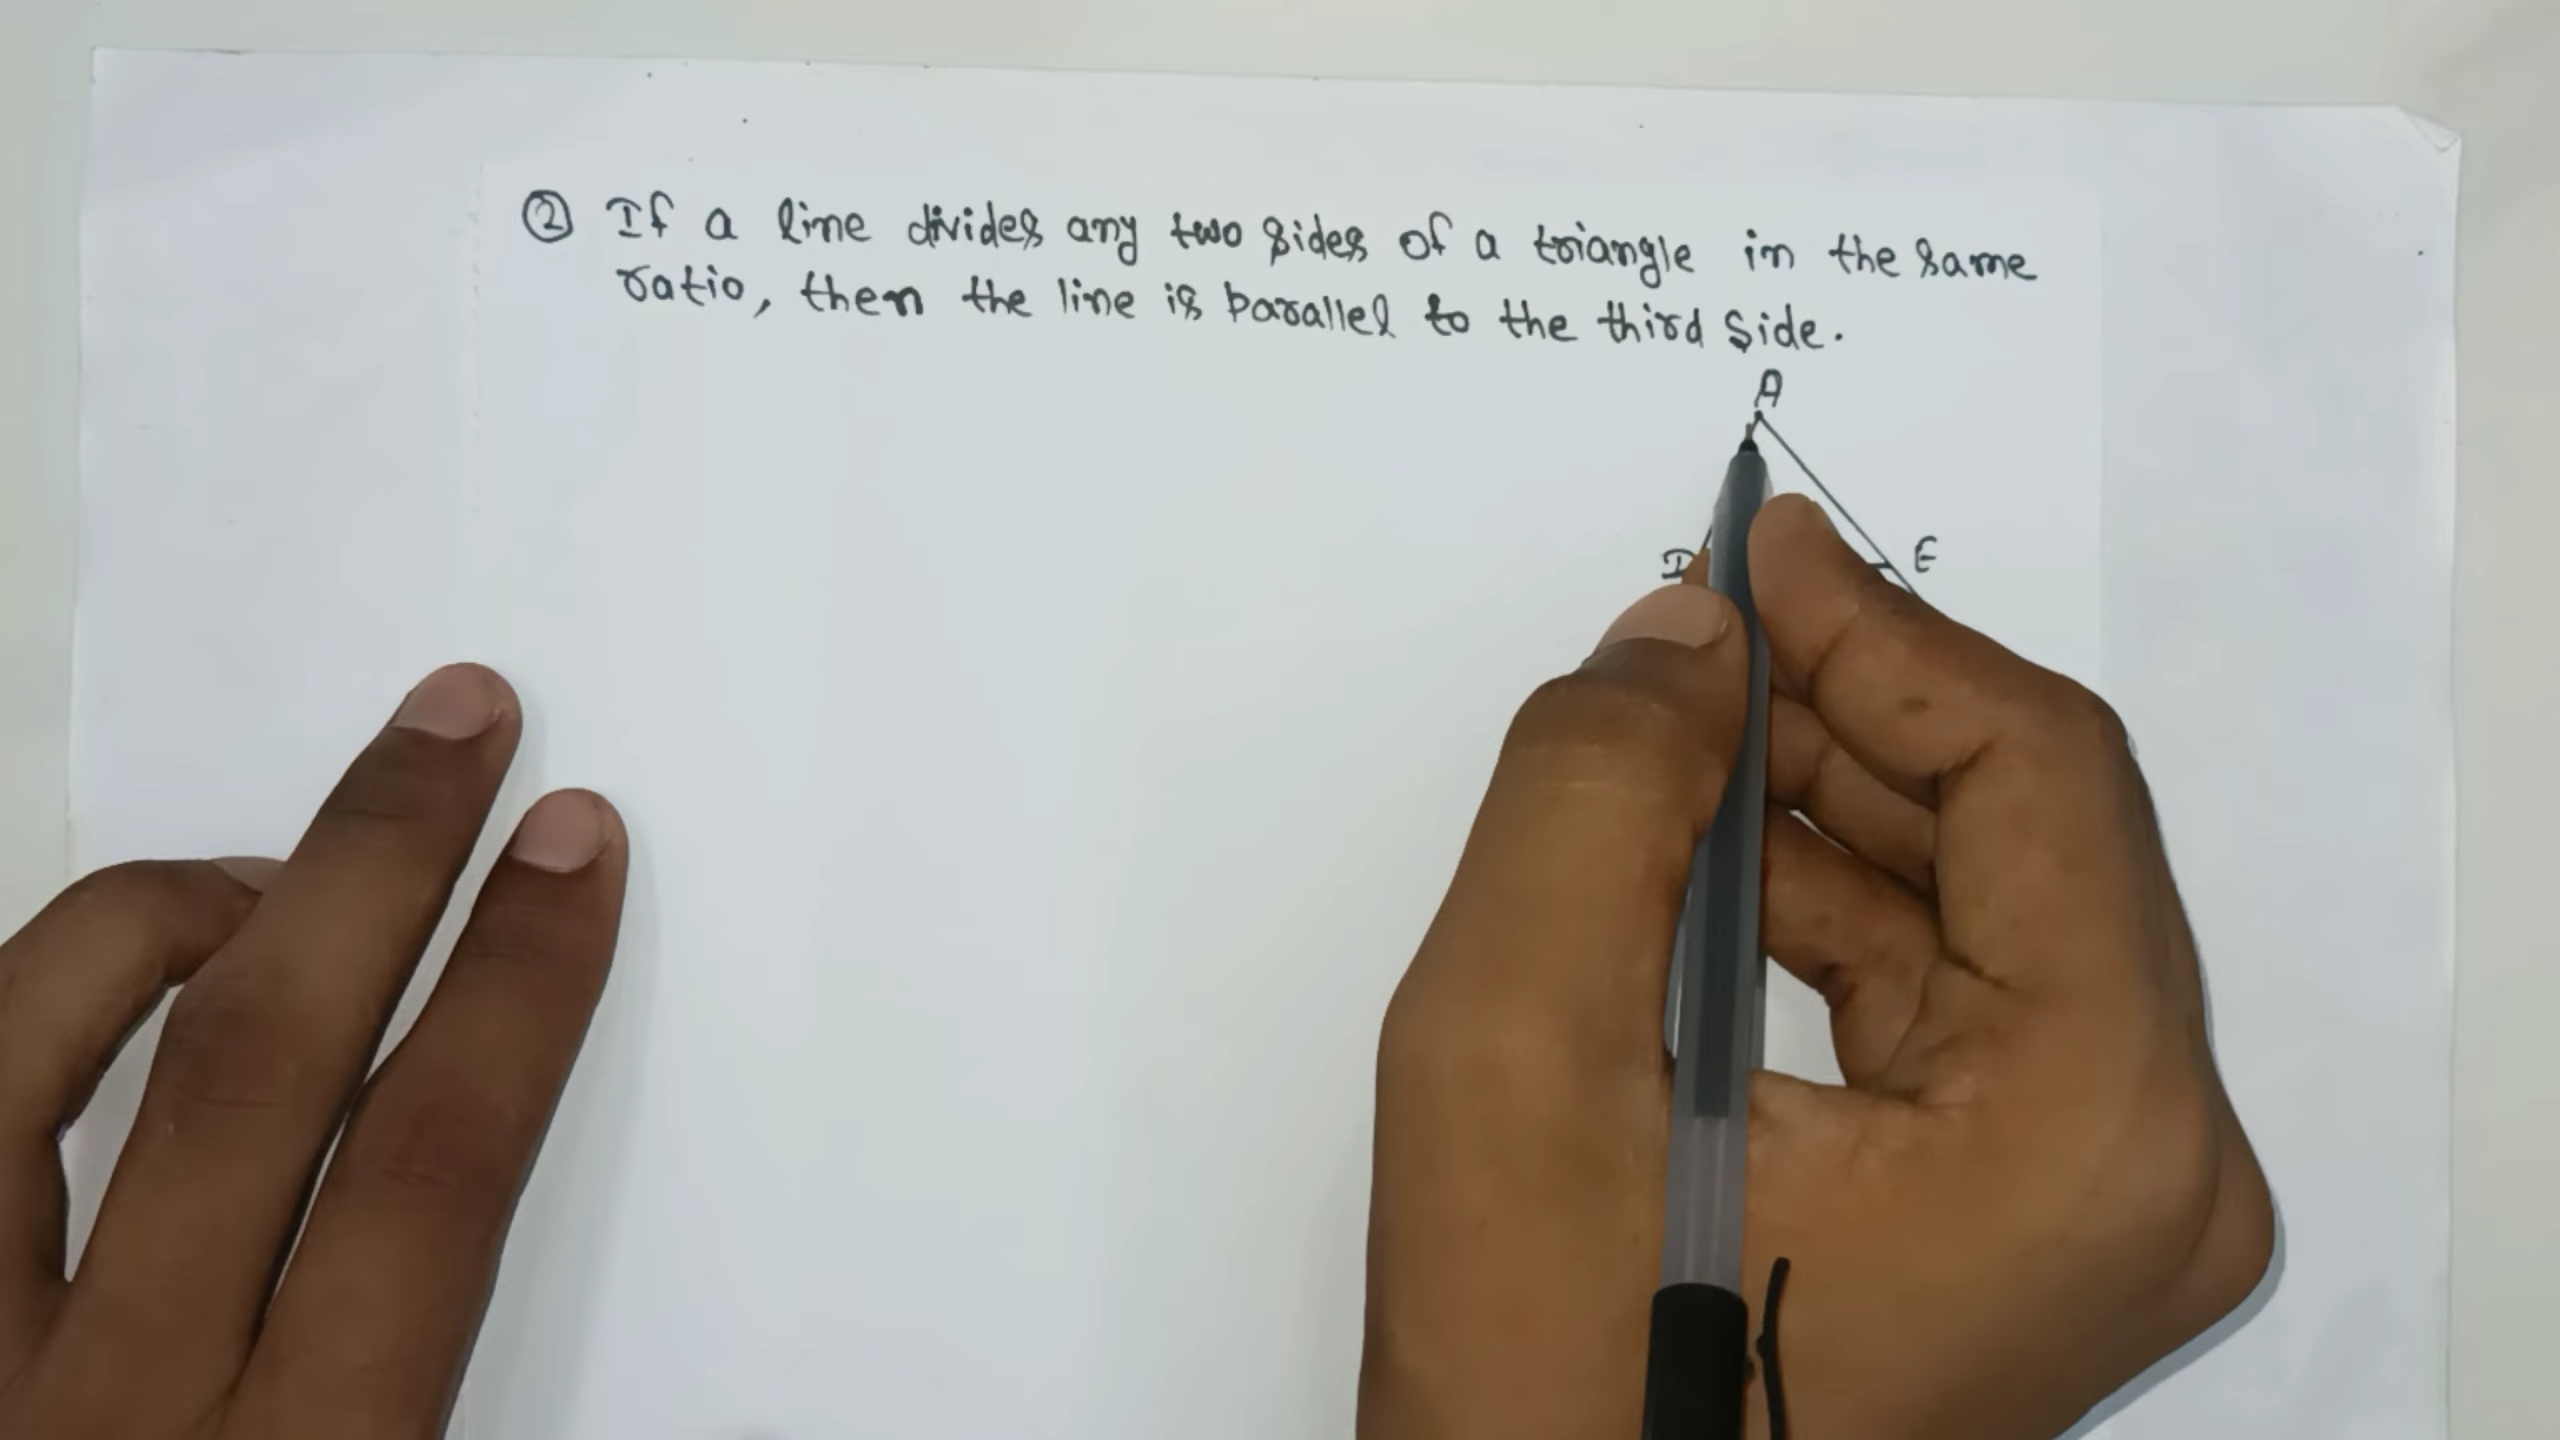 ② If a line divides any two sides of a triangle in the same
ratio, then the line is parallel to the third side.
A
D E